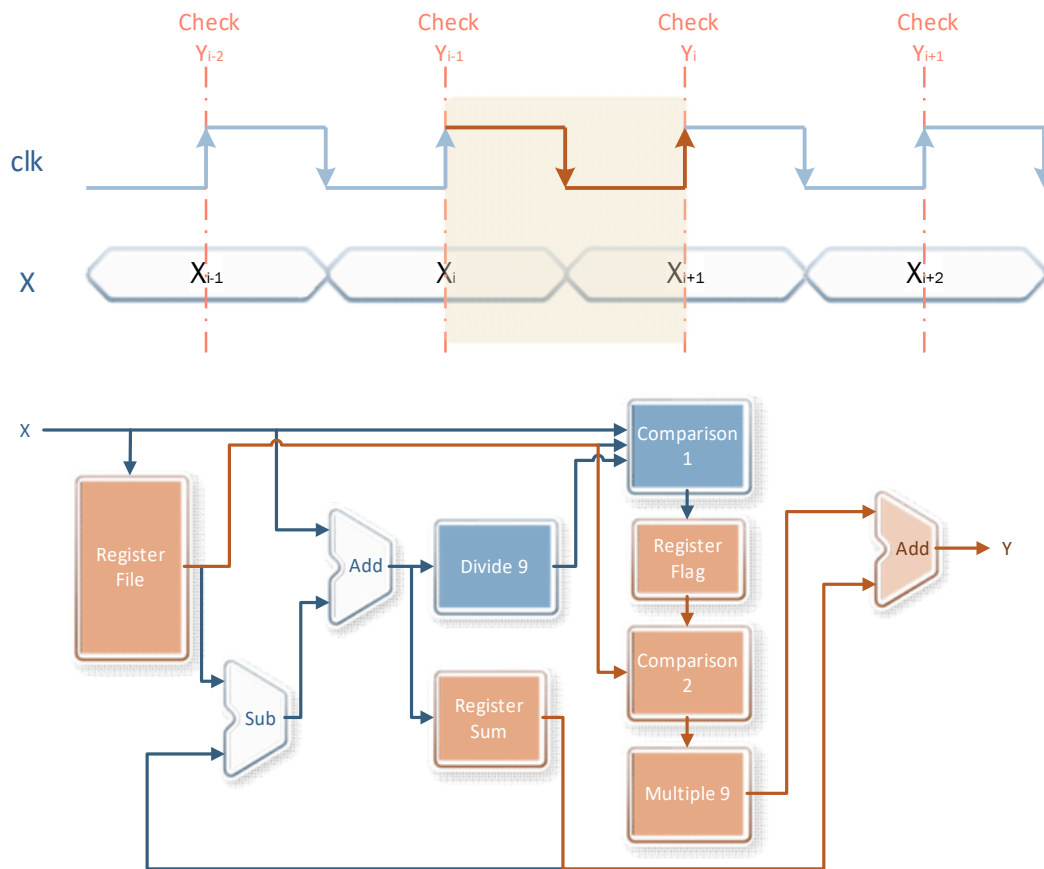 Check Check Check Check
Yi-2 Yi-1 Yi Yi+1
clk
X Xi-1 Xi Xi+1 Xi+2
X
Comparison
1
Register
File
Add
Divide 9
Register
Flag
Add
Y
Comparison
2
Sub
Register
Sum
Multiple 9